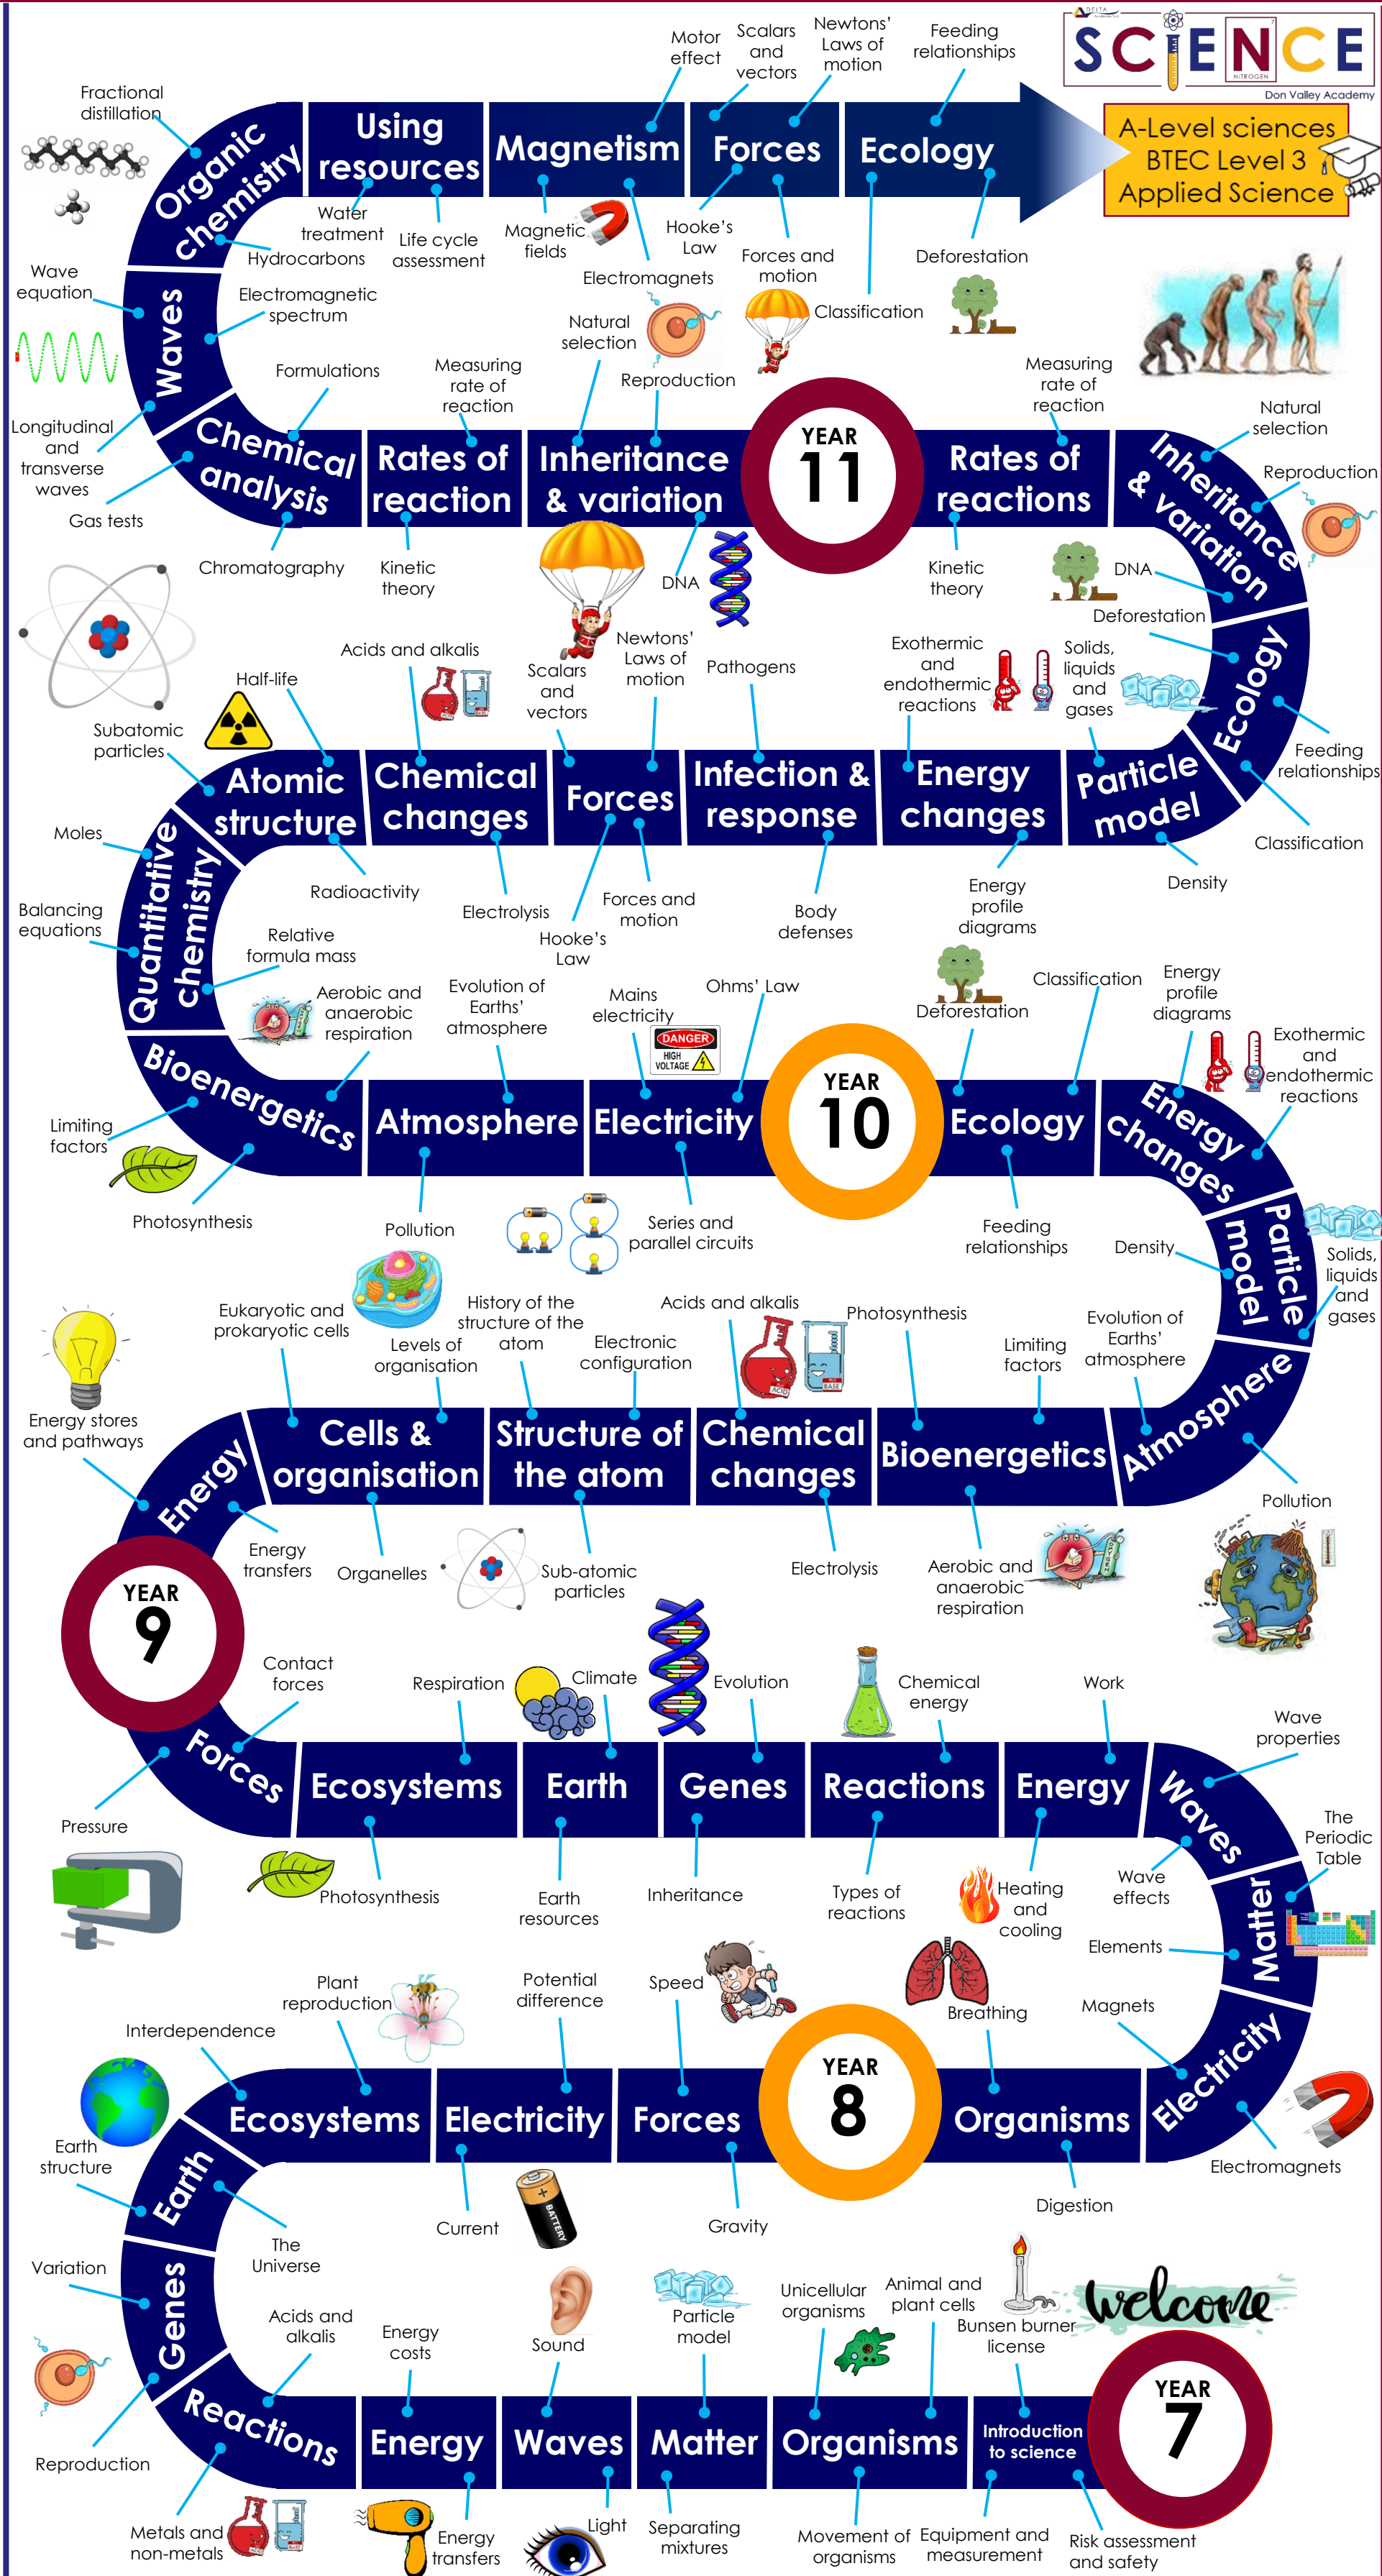 DELTA
SCIENCE
NITROGEN
Don Valley Academy
A-Level sciences
BTEC Level 3
Applied Science
Motor
effect
Scalars
and
vectors
Newtons'
Laws of
motion
Feeding
relationships
Fractional
distillation
Organic
chemistry
Using
resources
Magnetism
Forces
Ecology
Water
treatment
Life cycle
assessment
Hydrocarbons
Magnetic
fields
Electromagnets
Hooke's
Law
Forces and
motion
Classification
Deforestation
Wave
equation
Electromagnetic
spectrum
Waves
Longitudinal
and
transverse
waves
Gas tests
Formulations
Chemical
analysis
Chromatography
Measuring
rate of
reaction
Rates of
reaction
Kinetic
theory
Natural
selection
Reproduction
Inheritance
& variation
DNA
YEAR
11
Measuring
rate of
reaction
Rates of
reactions
Kinetic
theory
Natural
selection
Reproduction
Inheritance
& variation
DNA
Deforestation
Ecology
Feeding
relationships
Classification
Half-life
Subatomic
particles
Acids and alkalis
ACID
BASE
Scalars
and
vectors
Newtons'
Laws of
motion
Pathogens
Exothermic
and
endothermic
reactions
Solids,
liquids
and
gases
Atomic
structure
Chemical
changes
Forces
Infection &
response
Energy
changes
Particle
model
Radioactivity
Electrolysis
Hooke's
Law
Forces and
motion
Body
defenses
Energy
profile
diagrams
Density
Moles
Balancing
equations
Relative
formula mass
Quantitative
chemistry
Aerobic and
anaerobic
respiration
Evolution of
Earths'
atmosphere
Mains
electricity
Ohms' Law
DANGER
HIGH
VOLTAGE
Deforestation
Classification
Energy
profile
diagrams
Exothermic
and
endothermic
reactions
Bioenergetics
Atmosphere
Electricity
YEAR
10
Ecology
Energy
changes
Limiting
factors
Photosynthesis
Pollution
Series and
parallel circuits
Feeding
relationships
Density
Particle
model
Solids,
liquids
and
gases
Eukaryotic and
prokaryotic cells
Levels of
organisation
History of the
structure of the
atom
Electronic
configuration
Acids and alkalis
ACID
BASE
Photosynthesis
Limiting
factors
Evolution of
Earths'
atmosphere
Energy stores
and pathways
Energy
Cells &
organisation
Structure of
the atom
Chemical
changes
Bioenergetics
Atmosphere
Energy
transfers
Organelles
Sub-atomic
particles
Electrolysis
Aerobic and
anaerobic
respiration
OXYGEN
Pollution
YEAR
9
Contact
forces
Respiration
Climate
Evolution
Chemical
energy
Work
Wave
properties
Forces
Ecosystems
Earth
Genes
Reactions
Energy
Waves
Pressure
Photosynthesis
Earth
resources
Inheritance
Types of
reactions
Heating
and
cooling
Wave
effects
The
Periodic
Table
Matter
Elements
Plant
reproduction
Interdependence
Potential
difference
Speed
Breathing
Magnets
Ecosystems
Electricity
Forces
YEAR
8
Organisms
Electricity
Earth
structure
Earth
The
Universe
Current
BATTERY
Gravity
Digestion
Electromagnets
Variation
Genes
Reproduction
Acids and
alkalis
Energy
costs
Sound
Particle
model
Unicellular
organisms
Animal and
plant cells
Bunsen burner
license
welcome
Reactions
Energy
Waves
Matter
Organisms
Introduction
to science
YEAR
7
Metals and
non-metals
Energy
transfers
Light
Separating
mixtures
Movement of
organisms
Equipment and
measurement
Risk assessment
and safety